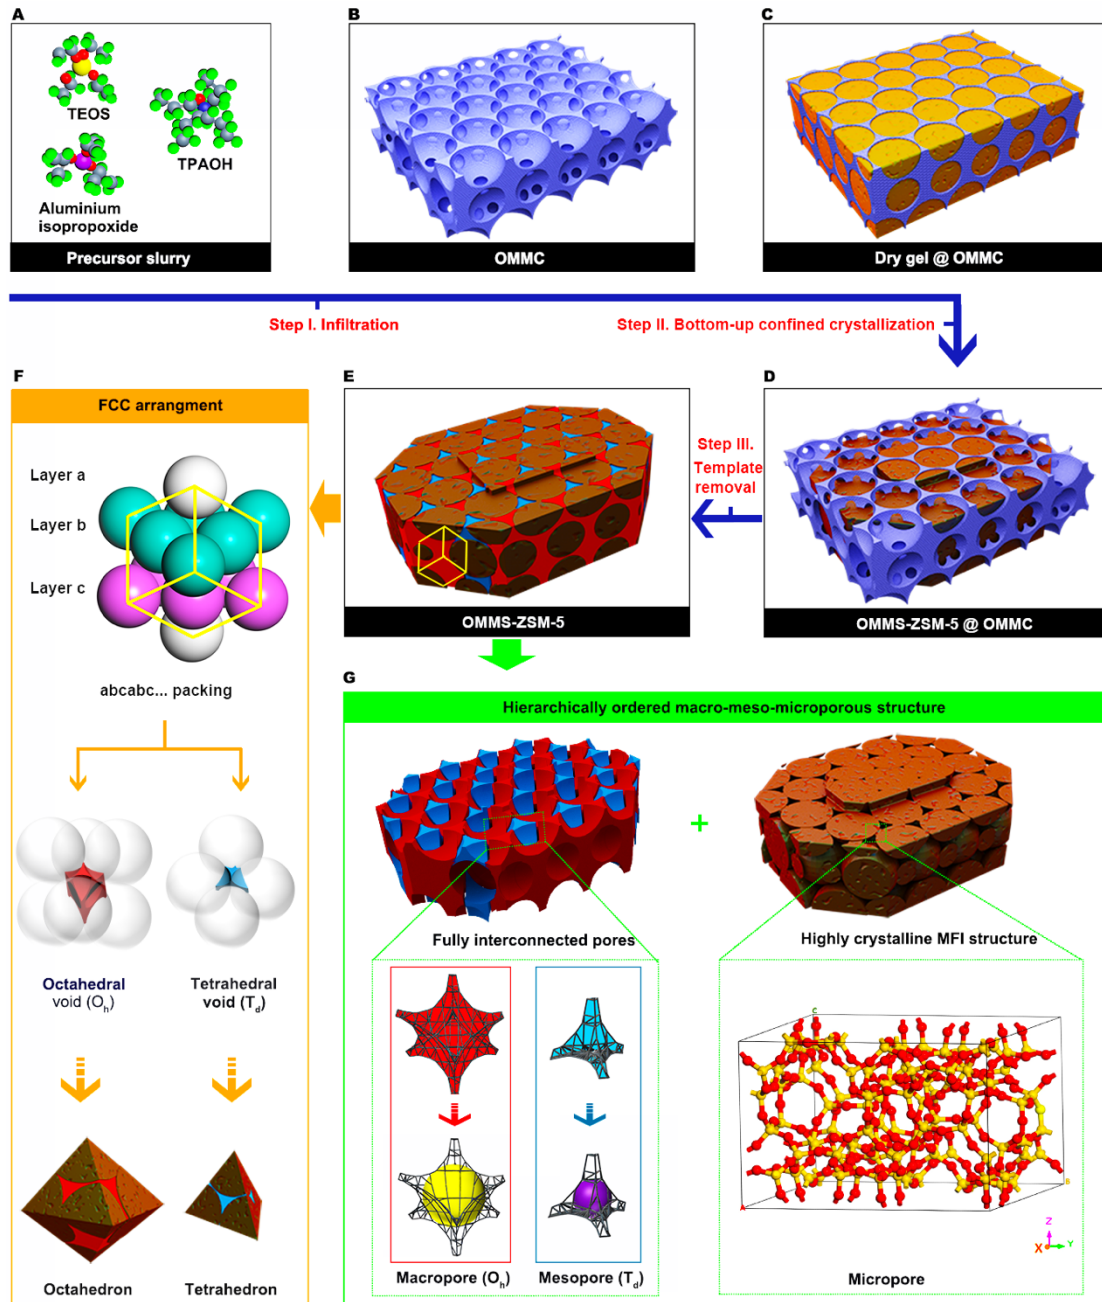 A
B
C
TEOS
TPAOH
Aluminium
isopropoxide
Precursor slurry
OMMC
Dry gel @ OMMC
Step I. Infiltration
Step II. Bottom-up confined crystallization
F
E
D
FCC arrangment
Layer a
Layer b
Layer c
abcabc... packing
Step III.
Template
removal
OMMS-ZSM-5
OMMS-ZSM-5 @ OMMC
G
Hierarchically ordered macro-meso-microporous structure
+
Fully interconnected pores
Highly crystalline MFI structure
Octahedral
void (Oh)
Tetrahedral
void (Td)
Octahedron
Tetrahedron
Macropore (Oh)
Mesopore (Td)
C
A
B
Z
X
Y
Micropore